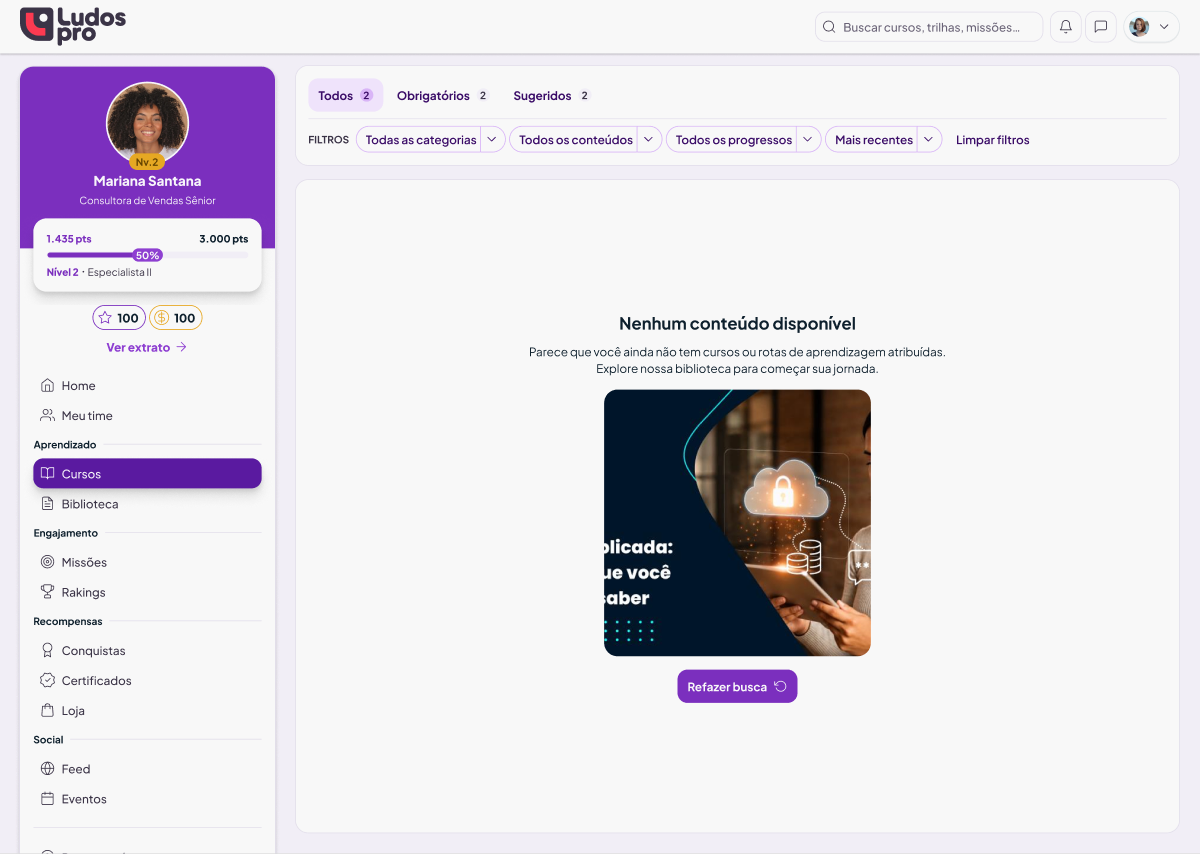 Ludos
pro
Buscar cursos, trilhas, missões...
Nv.2
Mariana Santana
Consultora de Vendas Sênior
1.435 pts 3.000 pts
50%
Nível 2 · Especialista II
100 100
Ver extrato
Home
Meu time
Aprendizado
Cursos
Biblioteca
Engajamento
Missões
Rakings
Recompensas
Conquistas
Certificados
Loja
Social
Feed
Eventos
Todos 2 Obrigatórios 2 Sugeridos 2
FILTROS Todas as categorias Todos os conteúdos Todos os progressos Mais recentes Limpar filtros
Nenhum conteúdo disponível
Parece que você ainda não tem cursos ou rotas de aprendizagem atribuídas.
Explore nossa biblioteca para começar sua jornada.
plicada:
ue você
saber
**
Refazer busca